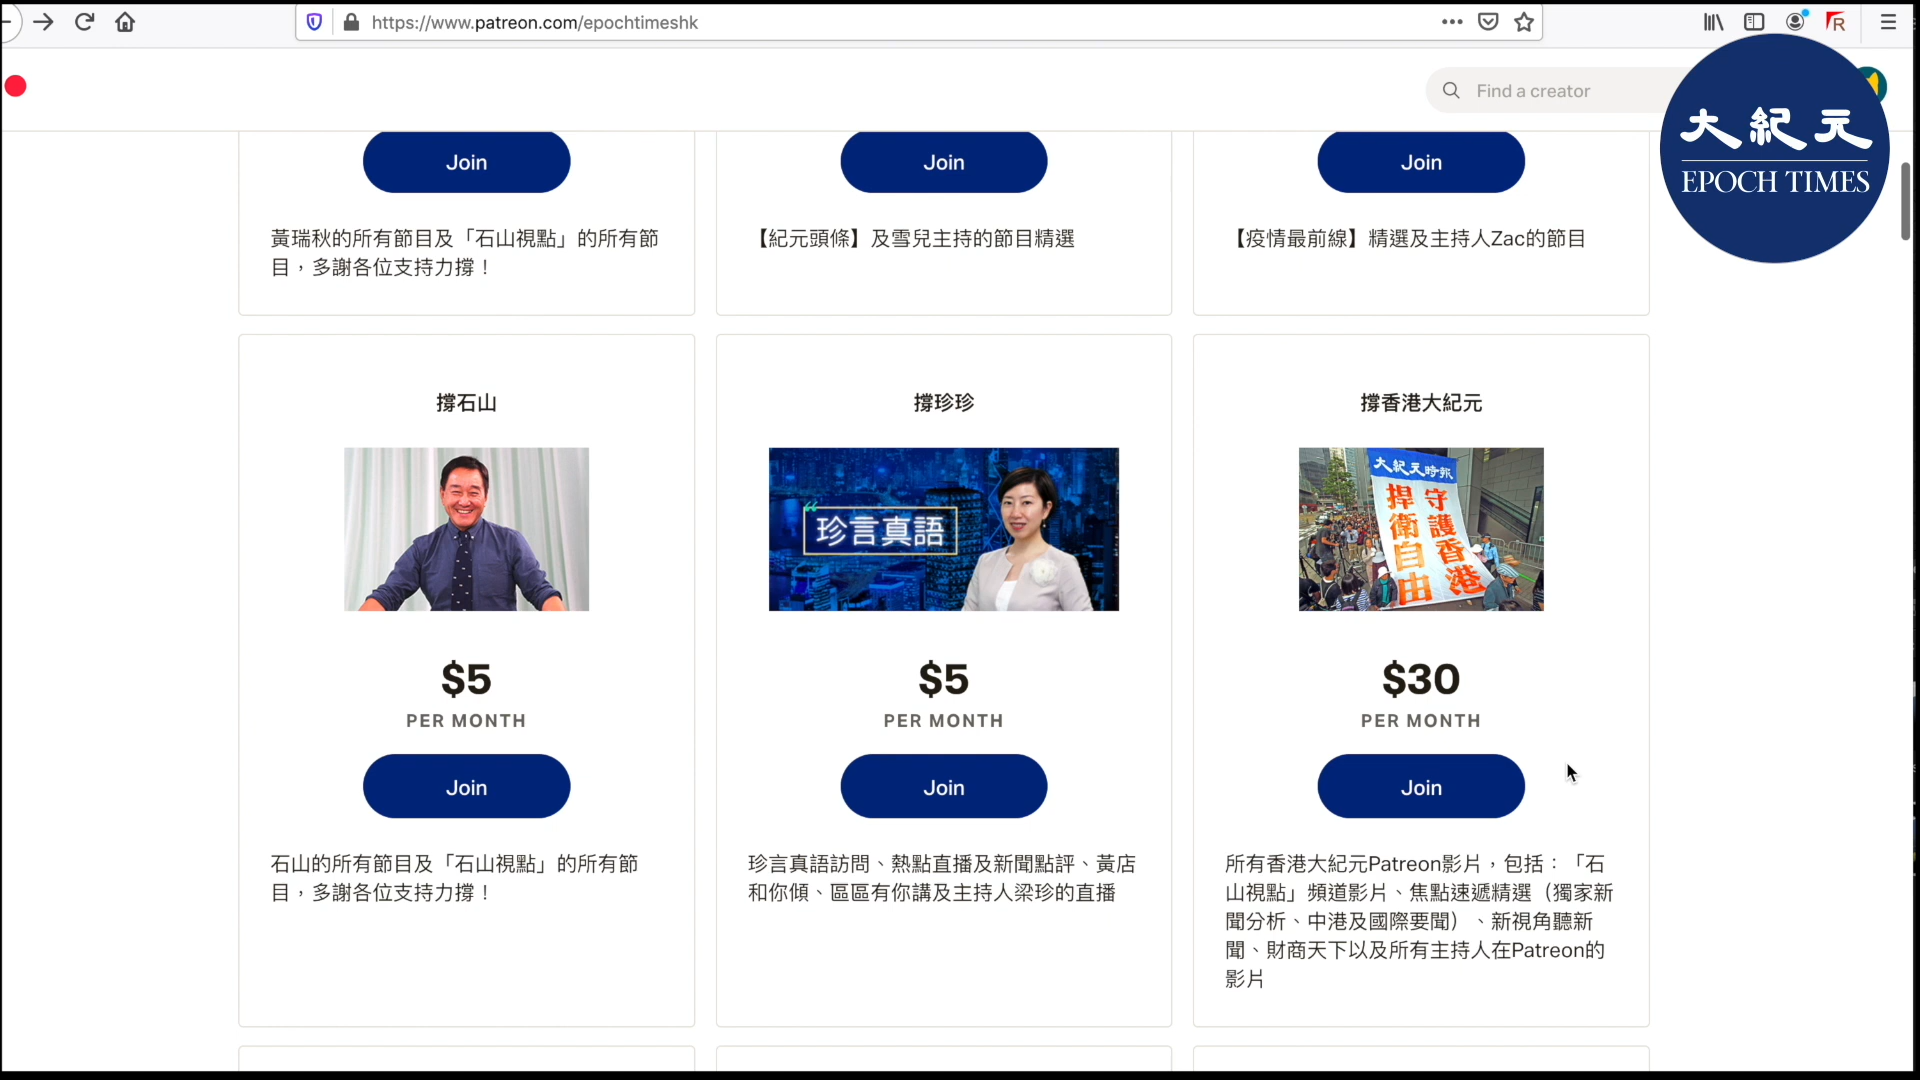 https://www.patreon.com/epochtimeshk
Find a creator
大紀元
EPOCH TIMES
Join
Join
Join
黃瑞秋的所有節目及「石山視點」的所有節
目，多謝各位支持力撐！
【紀元頭條】及雪兒主持的節目精選
【疫情最前線】精選及主持人Zac的節目
撐石山
撐珍珍
撐香港大紀元
珍言真語
大紀元時報
守護香港
捍衛自由
$5
PER MONTH
$5
PER MONTH
$30
PER MONTH
Join
Join
Join
石山的所有節目及「石山視點」的所有節
目，多謝各位支持力撐！
珍言真語訪問、熱點直播及新聞點評、黃店
和你傾、區區有你講及主持人梁珍的直播
所有香港大紀元Patreon影片，包括：「石
山視點」頻道影片、焦點速遞精選（獨家新
聞分析、中港及國際要聞）、新視角聽新
聞、財商天下以及所有主持人在Patreon的
影片